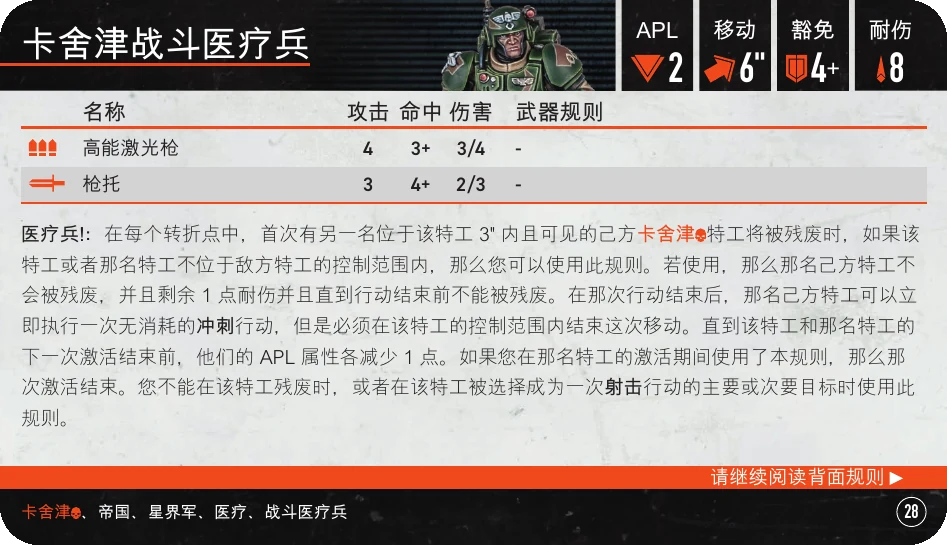 卡舍津战斗医疗兵
APL 移动 豁免 耐伤
2 6" 4+ 8
名称 攻击 命中 伤害 武器规则
高能激光枪 4 3+ 3/4 -
枪托 3 4+ 2/3 -
医疗兵!：在每个转折点中，首次有另一名位于该特工 3" 内且可见的己方卡舍津特工将被残废时，如果该
特工或者那名特工不位于敌方特工的控制范围内，那么您可以使用此规则。若使用，那么那名己方特工不
会被残废，并且剩余 1 点耐伤并且直到行动结束前不能被残废。在那次行动结束后，那名己方特工可以立
即执行一次无消耗的冲刺行动，但是必须在该特工的控制范围内结束这次移动。直到该特工和那名特工的
下一次激活结束前，他们的 APL 属性各减少 1 点。如果您在那名特工的激活期间使用了本规则，那么那
次激活结束。您不能在该特工残废时，或者在该特工被选择成为一次射击行动的主要或次要目标时使用此
规则。
请继续阅读背面规则 ▶
卡舍津、帝国、星界军、医疗、战斗医疗兵
28